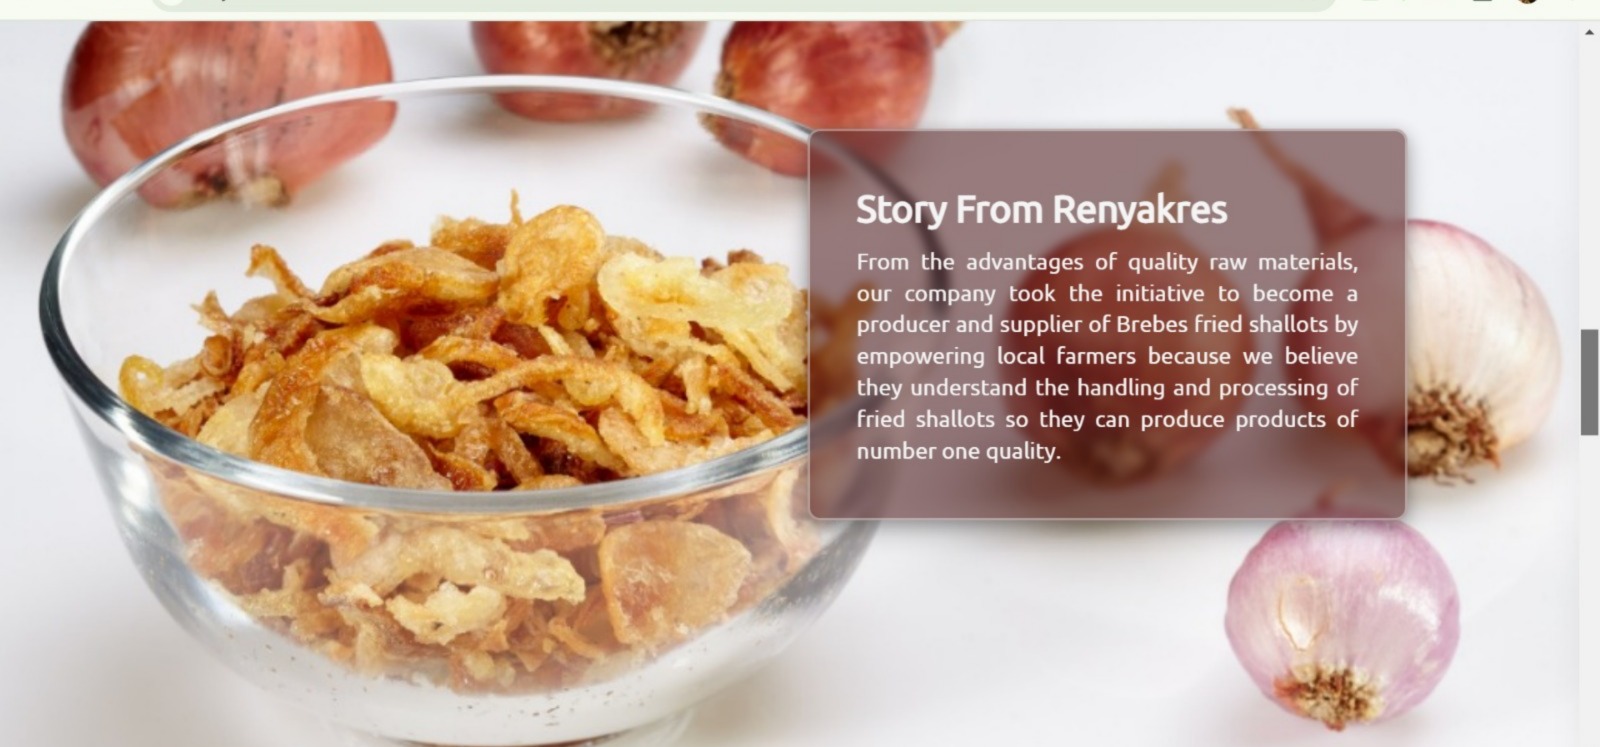 Story From Renyakres
From the advantages of quality raw materials,
our company took the initiative to become a
producer and supplier of Brebes fried shallots by
empowering local farmers because we believe
they understand the handling and processing of
fried shallots so they can produce products of
number one quality.